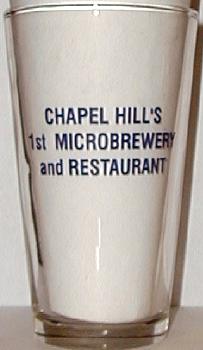 CHAPEL HILL'S
1st MICROBREWERY
and RESTAURANT